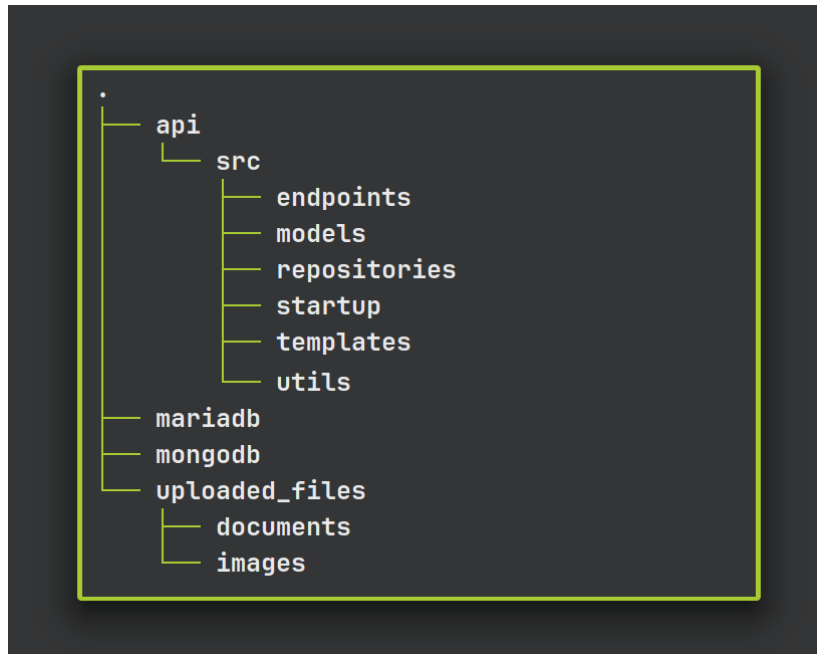 .
api
src
endpoints
models
repositories
startup
templates
utils
mariadb
mongodb
uploaded_files
documents
images